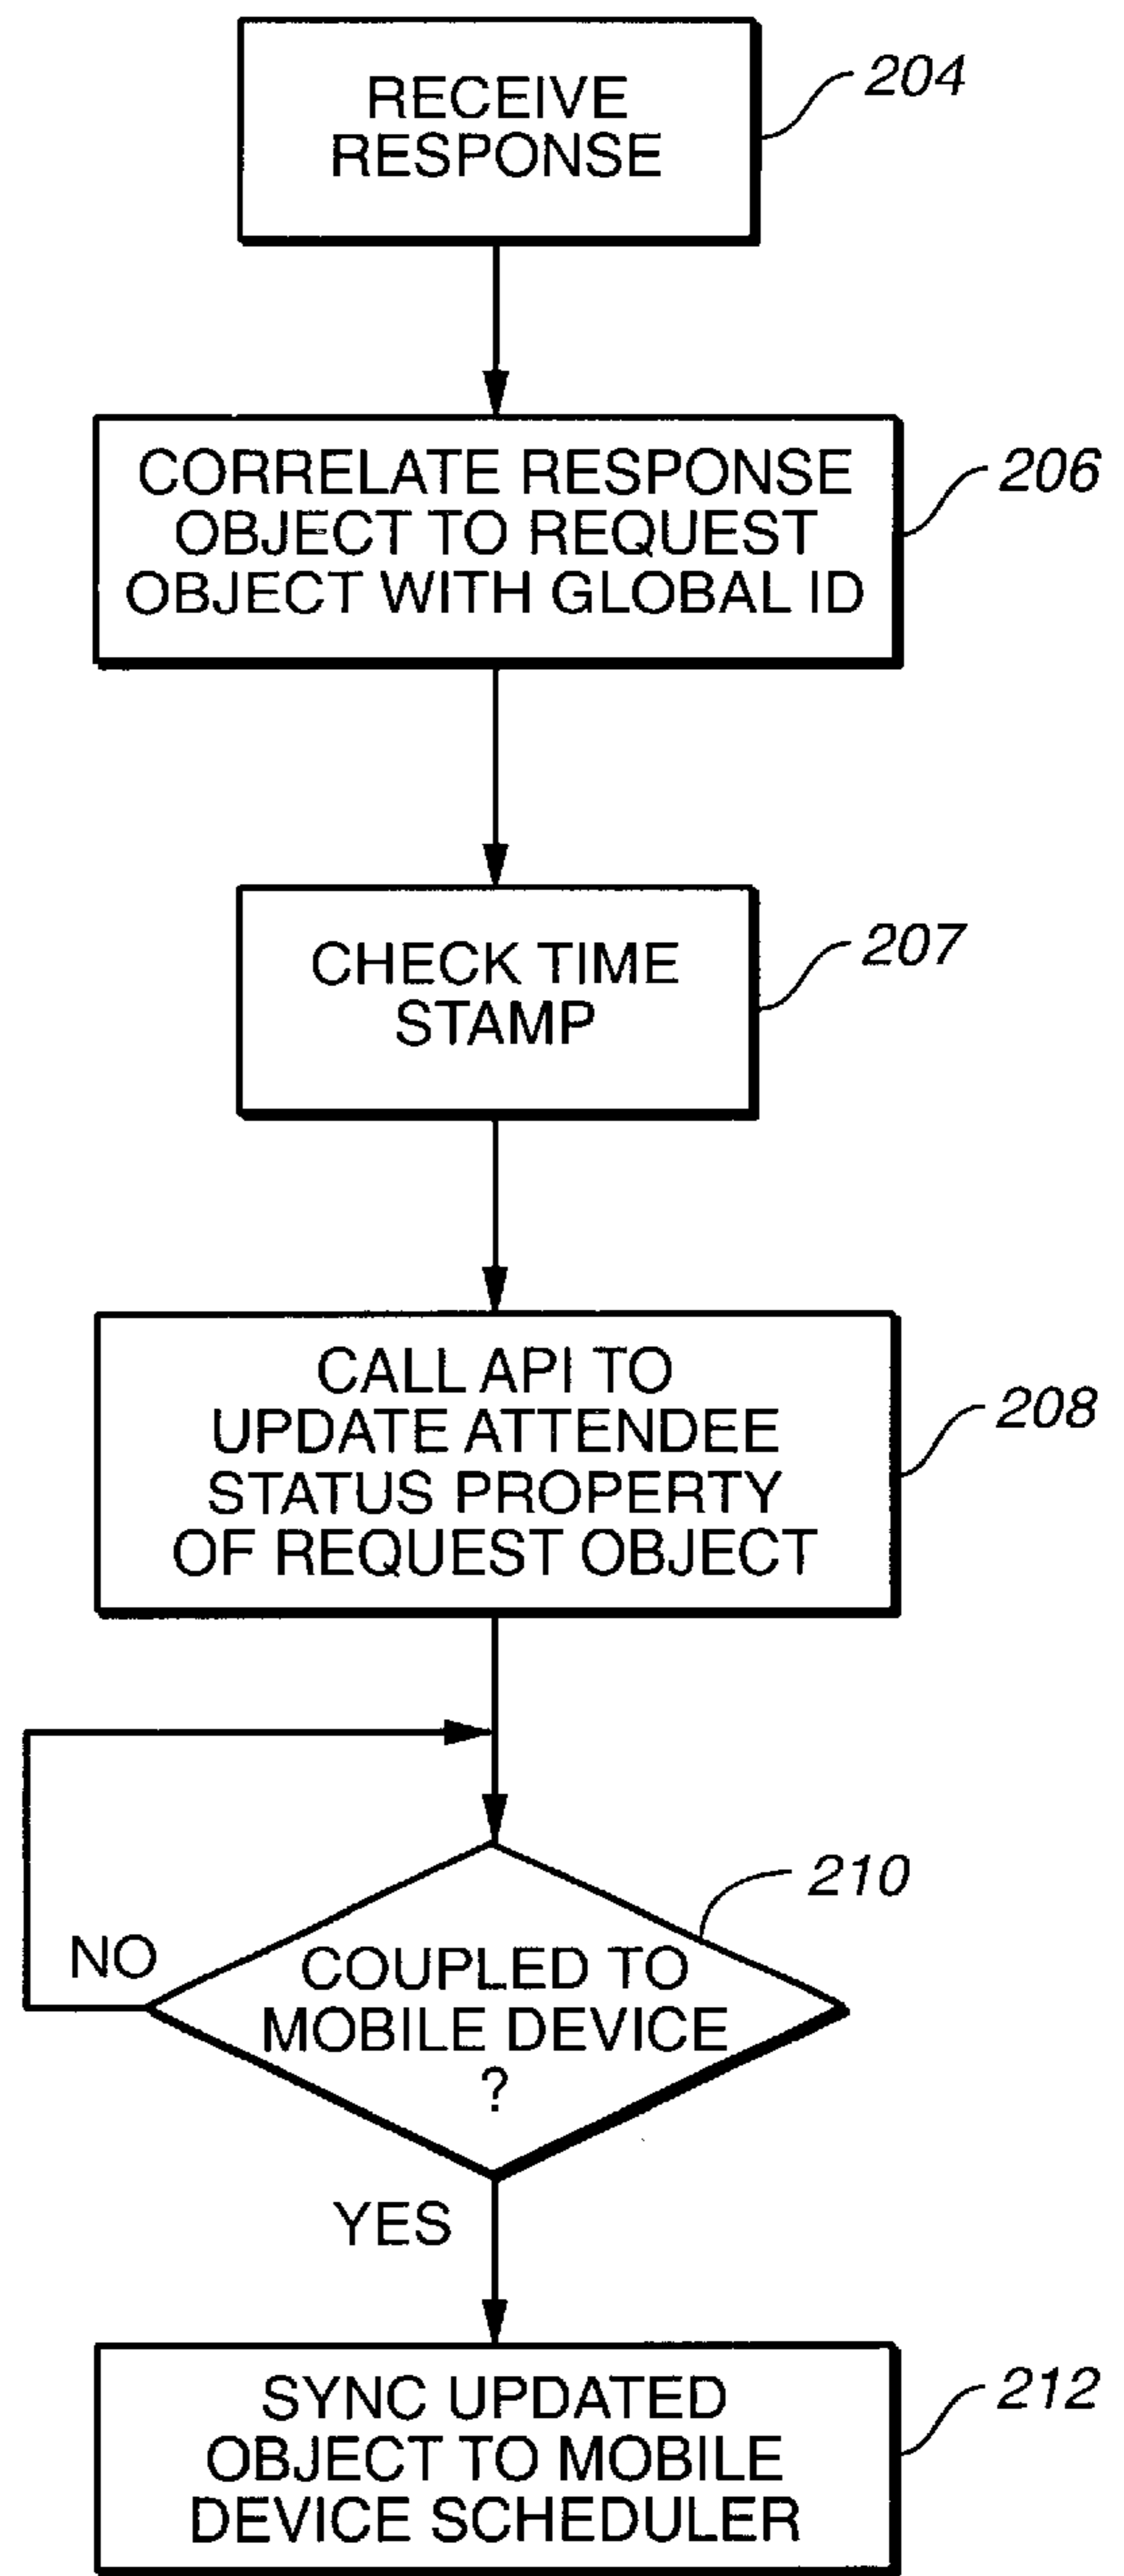 RECEIVE
RESPONSE
204
CORRELATE RESPONSE
OBJECT TO REQUEST
OBJECT WITH GLOBAL ID
206
CHECK TIME
STAMP
207
CALL API TO
UPDATE ATTENDEE
STATUS PROPERTY
OF REQUEST OBJECT
208
210
NO
COUPLED TO
MOBILE DEVICE
?
YES
SYNC UPDATED
OBJECT TO MOBILE
DEVICE SCHEDULER
212